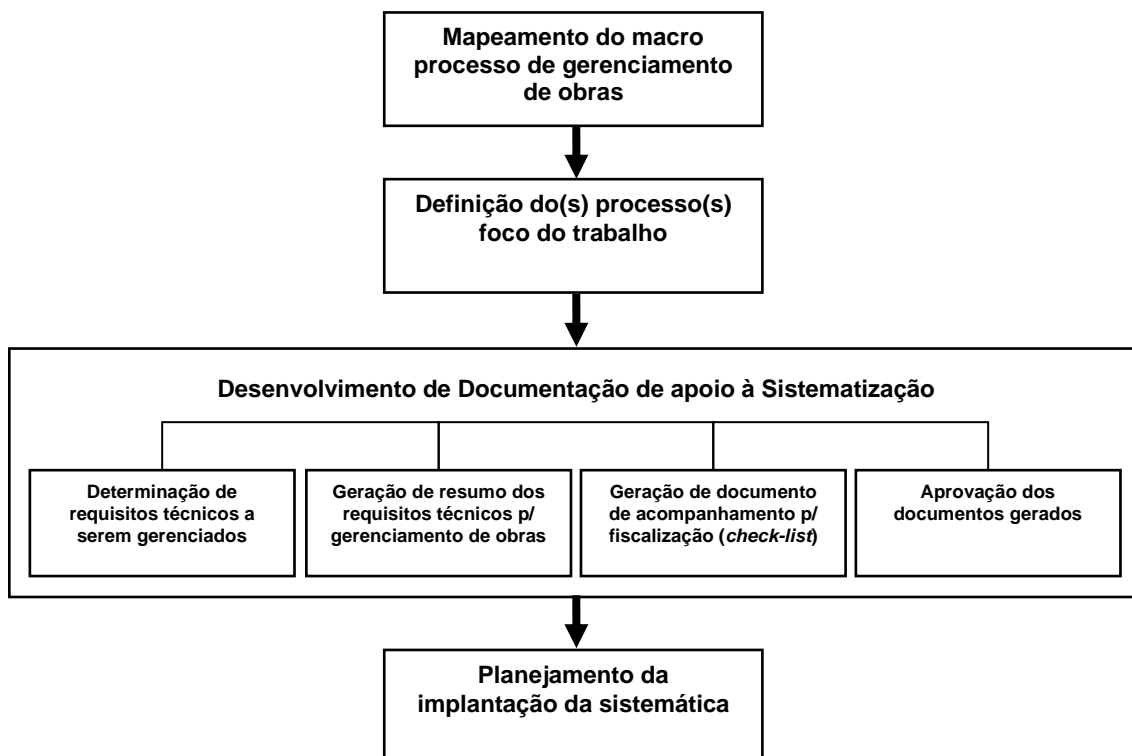 Mapeamento do macro
processo de gerenciamento
de obras
Definição do(s) processo(s)
foco do trabalho
Desenvolvimento de Documentação de apoio à Sistematização
Determinação de
requisitos técnicos a
serem gerenciados
Geração de resumo dos
requisitos técnicos p/
gerenciamento de obras
Geração de documento
de acompanhamento p/
fiscalização (check-list)
Aprovação dos
documentos gerados
Planejamento da
implantação da sistemática